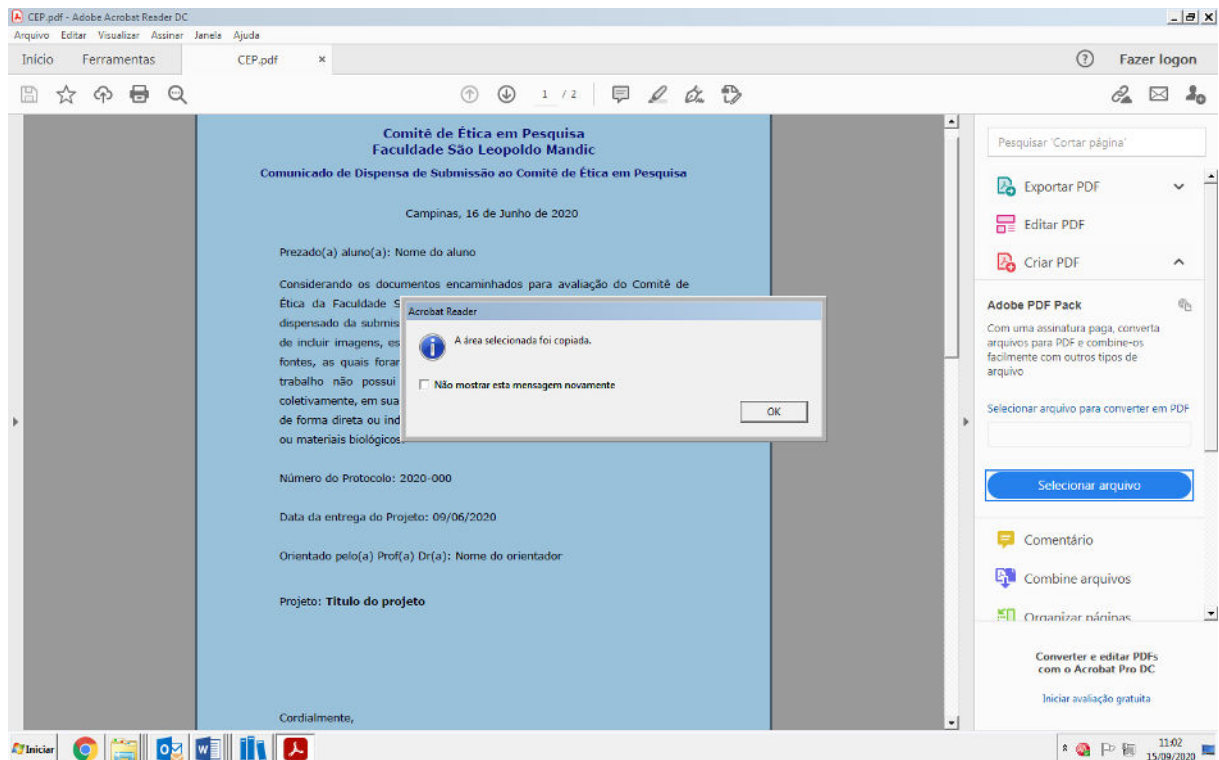 CEP.pdf - Adobe Acrobat Reader DC
Arquivo Editar Visualizar Assinar Janela Ajuda
Início Ferramentas CEP.pdf × ? Fazer logon
1 / 2
Comitê de Ética em Pesquisa
Faculdade São Leopoldo Mandic
Comunicado de Dispensa de Submissão ao Comitê de Ética em Pesquisa
Campinas, 16 de Junho de 2020
Prezado(a) aluno(a): Nome do aluno
Considerando os documentos encaminhados para avaliação do Comitê de
Ética da Faculdade S
dispensado da submis
de incluir imagens, es
fontes, as quais forar
trabalho não possui
coletivamente, em sua
de forma direta ou ind
ou materiais biológicos.
Número do Protocolo: 2020-000
Data da entrega do Projeto: 09/06/2020
Orientado pelo(a) Prof(a) Dr(a): Nome do orientador
Projeto: Título do projeto
Cordialmente,
Acrobat Reader
A área selecionada foi copiada.
Não mostrar esta mensagem novamente
OK
Pesquisar 'Cortar página'
Exportar PDF
Editar PDF
Criar PDF
Adobe PDF Pack
Com uma assinatura paga, converta
arquivos para PDF e combine-os
facilmente com outros tipos de
arquivo
Selecionar arquivo para converter em PDF
Selecionar arquivo
Comentário
Combine arquivos
Organizar páginas
Converter e editar PDFs
com o Acrobat Pro DC
Iniciar avaliação gratuita
Iniciar
11:02
15/09/2020